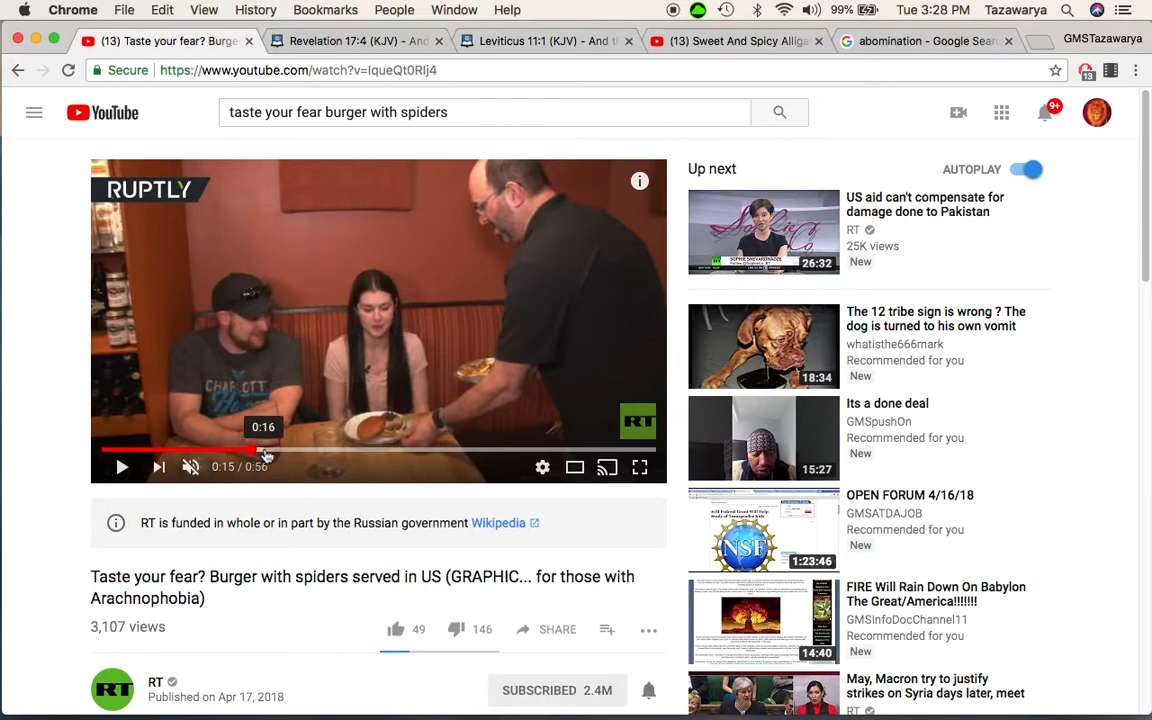 Chrome File Edit View History Bookmarks People Window Help 99% Tue 3:28 PM Tazawarya
(13) Taste your fear? Burge
Revelation 17:4 (KJV) - And
Leviticus 11:1 (KJV) - And th
(13) Sweet And Spicy Alliga
abomination - Google Searc
GMSTazawarya
Secure https://www.youtube.com/watch?v=IqueQt0RIj4
13
YouTube
taste your fear burger with spiders
9+
RUPTLY
CHARLOTT
RT
0:16
0:15 / 0:56
RT is funded in whole or in part by the Russian government Wikipedia
Taste your fear? Burger with spiders served in US (GRAPHIC... for those with
Arachnophobia)
3,107 views
49 146 SHARE
RT
RT
Published on Apr 17, 2018
SUBSCRIBED 2.4M
Up next
AUTOPLAY
SOPHIE SHEVARDNADZE
26:32
US aid can't compensate for
damage done to Pakistan
RT
25K views
New
18:34
The 12 tribe sign is wrong ? The
dog is turned to his own vomit
whatisthe666mark
Recommended for you
New
15:27
Its a done deal
GMSpushOn
Recommended for you
New
NSF
1:23:46
OPEN FORUM 4/16/18
GMSATDAJOB
Recommended for you
New
14:40
FIRE Will Rain Down On Babylon
The Great/America!!!!!!!
GMSInfoDocChannel11
Recommended for you
New
May, Macron try to justify
strikes on Syria days later, meet
RT